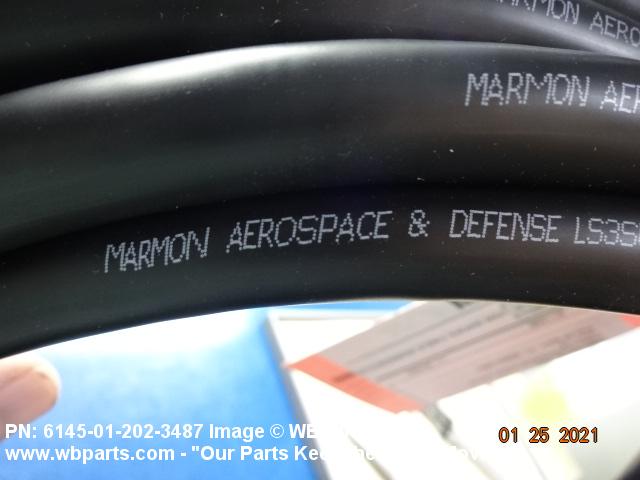 MARMON AERO
MARMON AER
MARMON AEROSPACE & DEFENSE LS3S
PN: 6145-01-202-3487 Image © WB
01 25 2021
www.wbparts.com - "Our Parts Kee